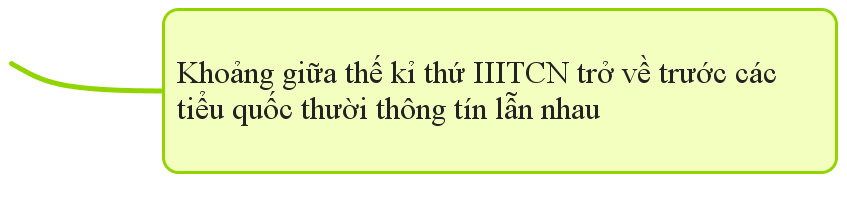 Khoảng giữa thế kỉ thứ IIITCN trở về trước các
tiểu quốc thười thông tín lẫn nhau